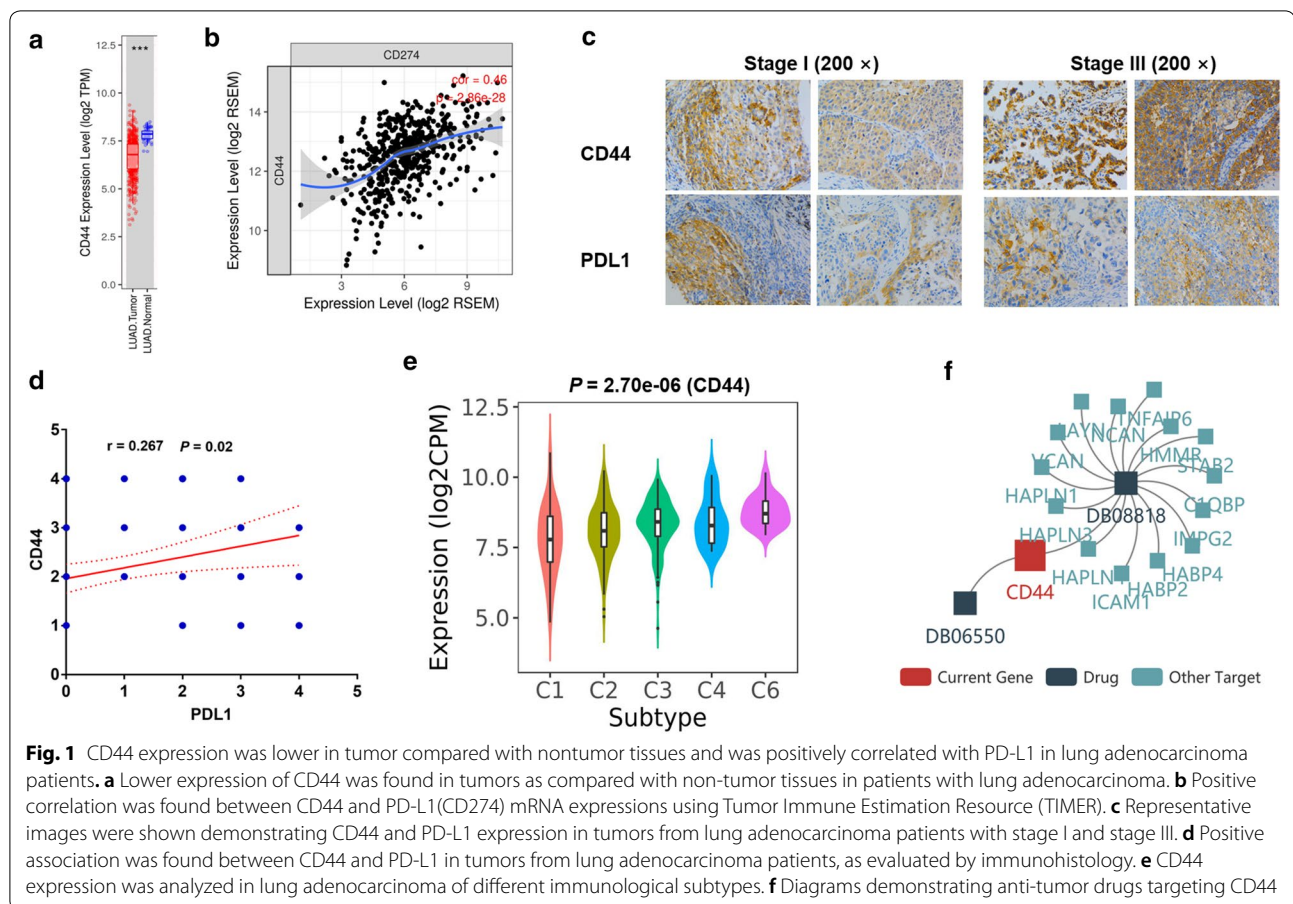 a
12.5
10.0
7.5
5.0
2.5
0.0
CD44 Expression Level (log2 TPM)
***
LUAD.Tumor
LUAD.Normal
b
CD274
cor = 0.46
p = 2.86e-28
CD44
Expression Level (log2 RSEM)
14
12
10
3 6 9
Expression Level (log2 RSEM)
c
Stage I (200 ×) Stage III (200 ×)
CD44
PDL1
d
r = 0.267 P = 0.02
CD44
5
4
3
2
1
0
0 1 2 3 4 5
PDL1
e
P = 2.70e-06 (CD44)
Expression (log2CPM)
12.5
10.0
7.5
5.0
C1 C2 C3 C4 C6
Subtype
f
TNFAIP6
LAYN
NCAN
HMMR
VCAN
STAB2
HAPLN1
C1QBP
DB08818
HAPLN3
IMPG2
HAPLN
HABP4
HABP2
CD44
ICAM1
DB06550
Current Gene Drug Other Target
Fig. 1 CD44 expression was lower in tumor compared with nontumor tissues and was positively correlated with PD-L1 in lung adenocarcinoma
patients. a Lower expression of CD44 was found in tumors as compared with non-tumor tissues in patients with lung adenocarcinoma. b Positive
correlation was found between CD44 and PD-L1(CD274) mRNA expressions using Tumor Immune Estimation Resource (TIMER). c Representative
images were shown demonstrating CD44 and PD-L1 expression in tumors from lung adenocarcinoma patients with stage I and stage III. d Positive
association was found between CD44 and PD-L1 in tumors from lung adenocarcinoma patients, as evaluated by immunohistology. e CD44
expression was analyzed in lung adenocarcinoma of different immunological subtypes. f Diagrams demonstrating anti-tumor drugs targeting CD44